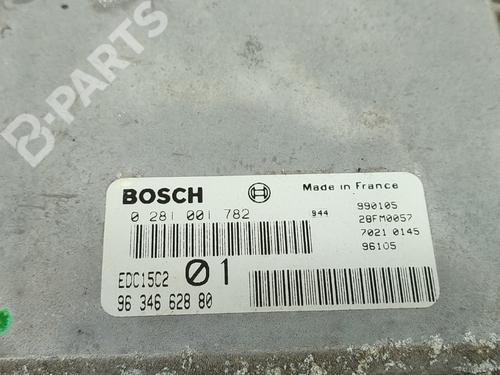 B-PARTS
BOSCH
Made in France
0 281 001 782
944
990105
28FM0057
7021 0145
96105
EDC15C2
01
96 346 628 80